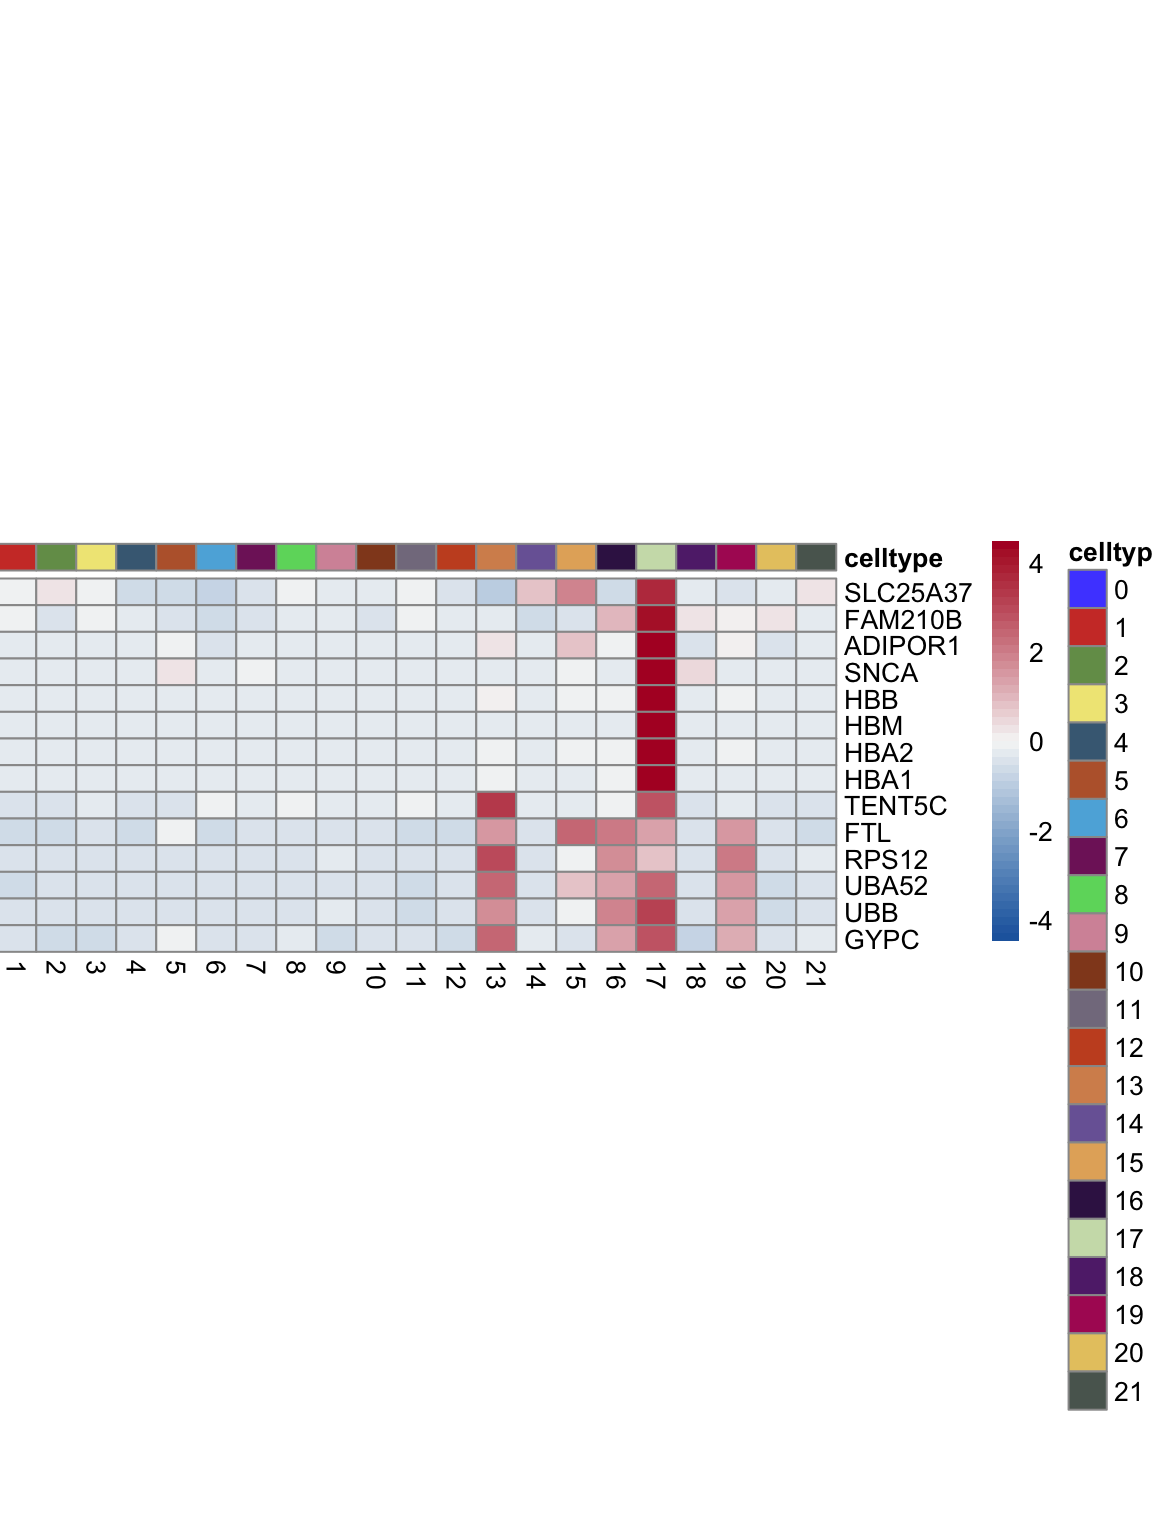 celltype
SLC25A37
FAM210B
ADIPOR1
SNCA
HBB
HBM
HBA2
HBA1
TENT5C
FTL
RPS12
UBA52
UBB
GYPC
1 2 3 4 5 6 7 8 9 10 11 12 13 14 15 16 17 18 19 20 21
4
2
0
-2
-4
celltyp
0
1
2
3
4
5
6
7
8
9
10
11
12
13
14
15
16
17
18
19
20
21